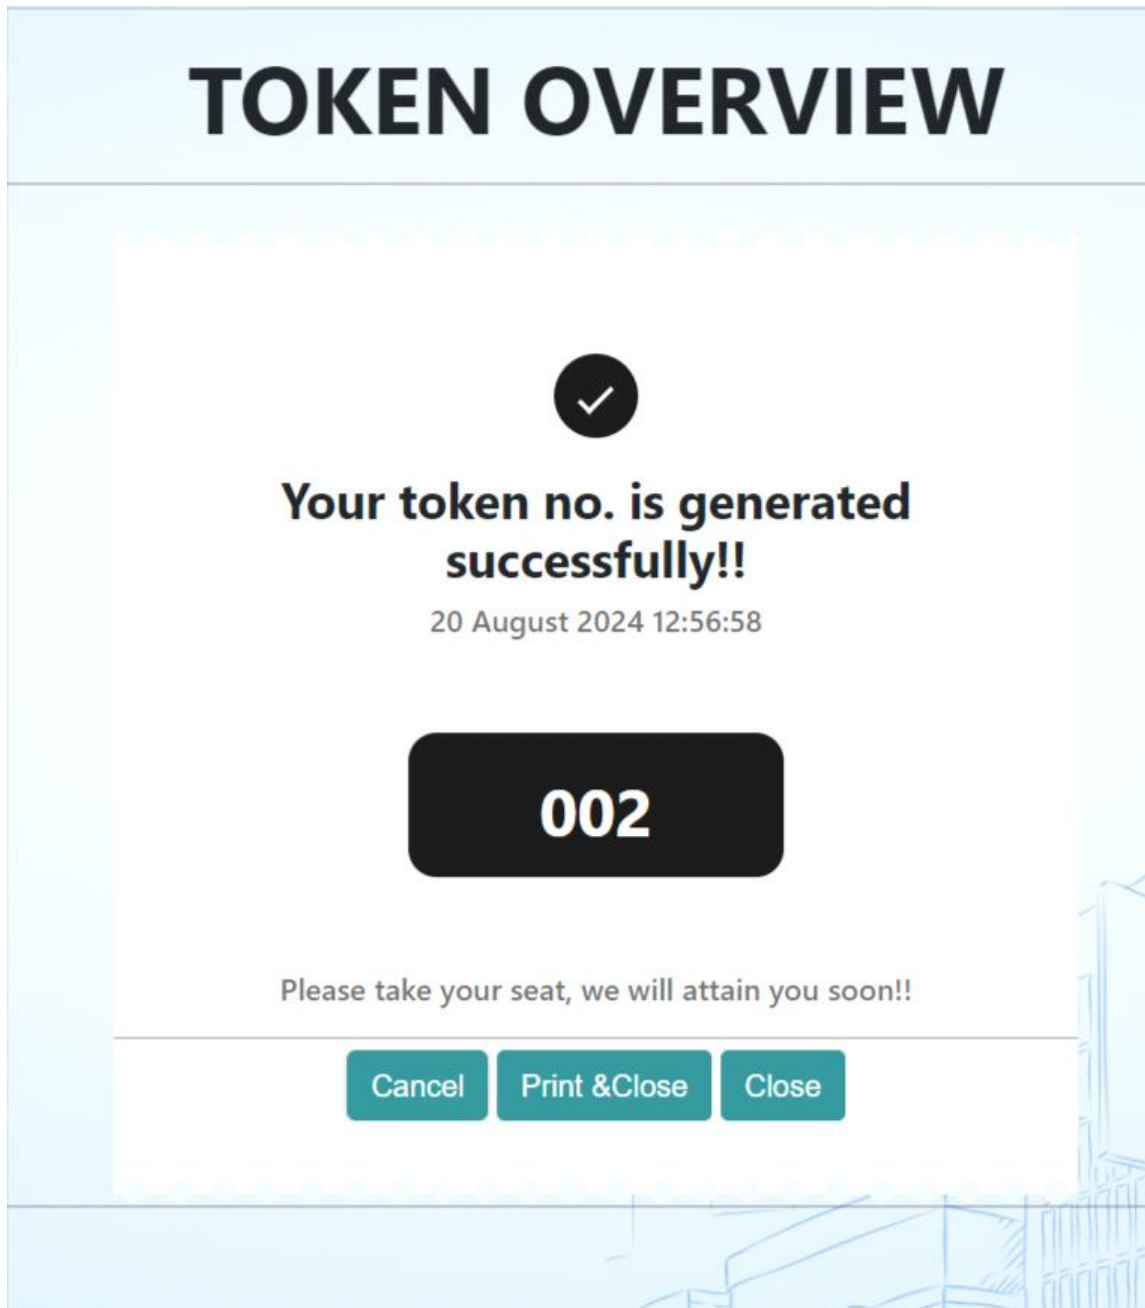 TOKEN OVERVIEW
Your token no. is generated
successfully!!
20 August 2024 12:56:58
002
Please take your seat, we will attain you soon!!
Cancel Print &Close Close